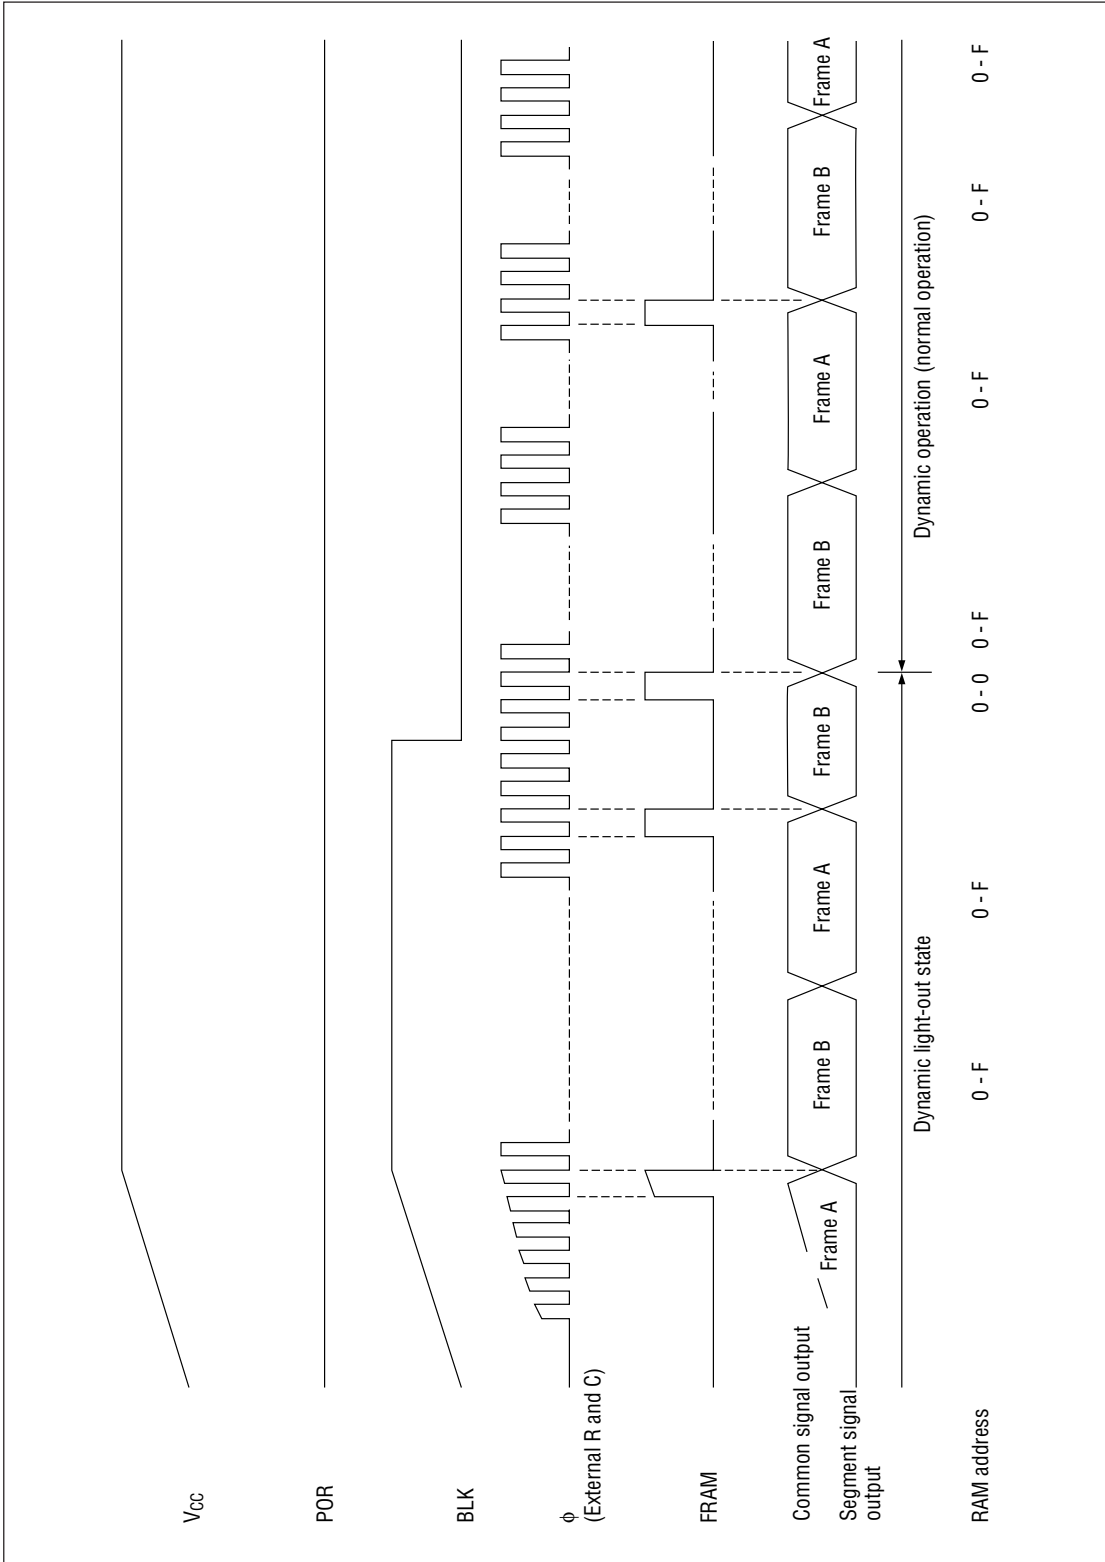 VCC
POR
BLK
ϕ
(External R and C)
FRAM
Common signal output
Segment signal
output
Frame A
Frame B
Frame A
Frame B
Frame B
Frame A
Frame B
Frame A
Dynamic light-out state
Dynamic operation (normal operation)
RAM address
0 - F
0 - F
0 - 0
0 - F
0 - F
0 - F
0 - F